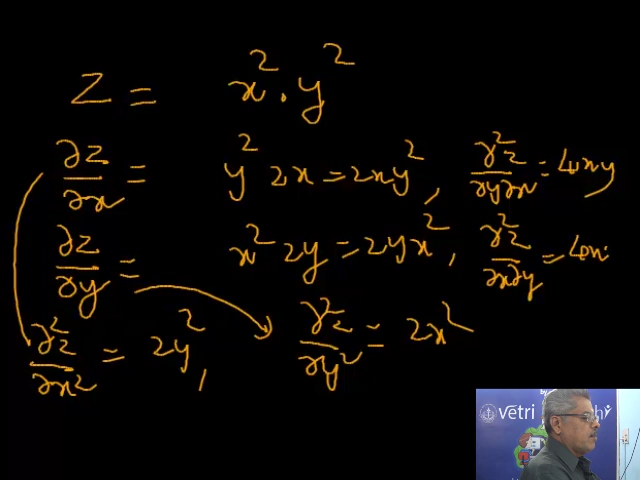 Z = x². y²
∂z/∂x = y² 2x = 2xy², ∂²z/∂y∂x = 4xy
∂z/∂y = x² 2y = 2yx², ∂²z/∂x∂y = 4x
∂²z/∂x² = 2y², ∂²z/∂y² = 2x²
vetri